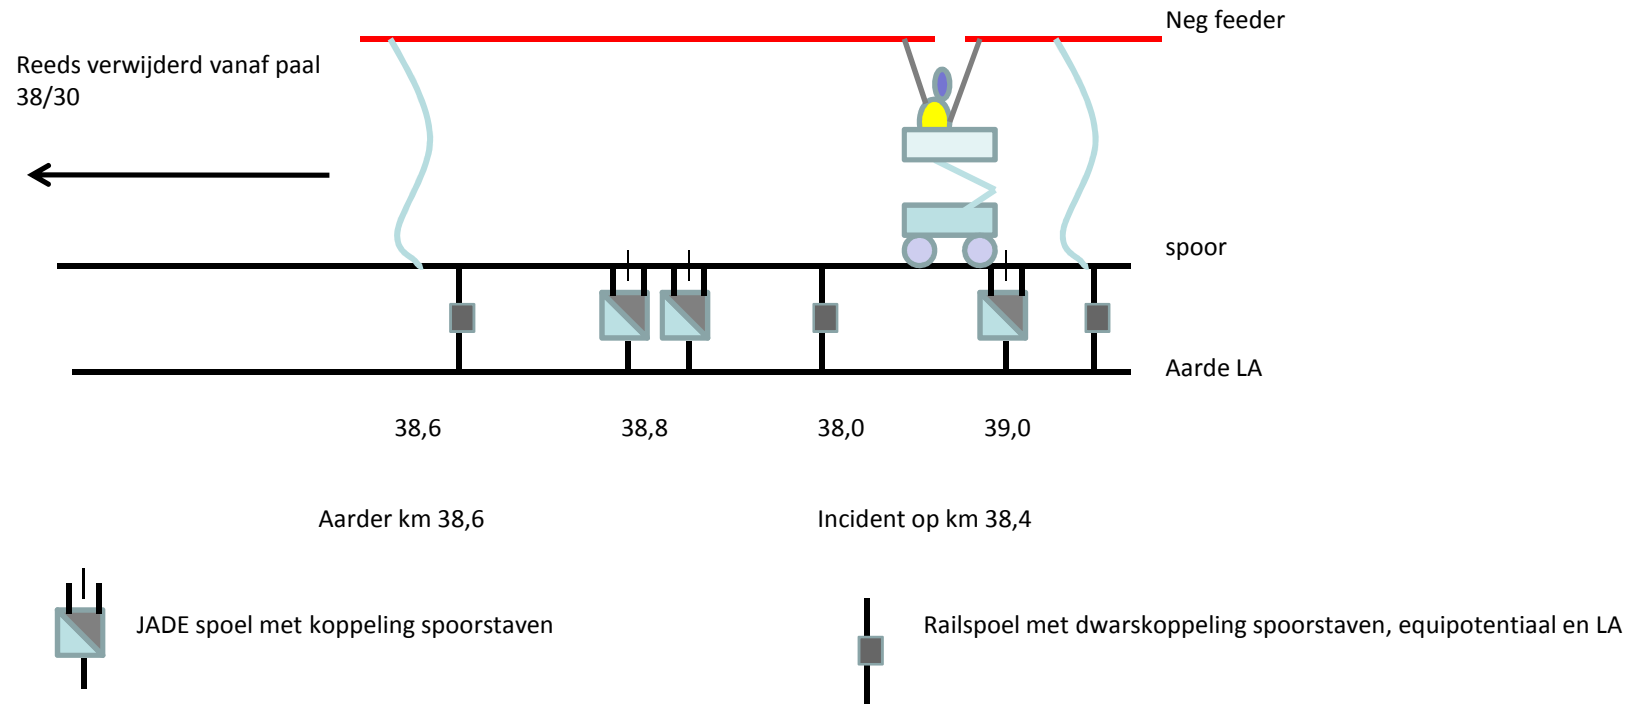 Neg feeder
Reeds verwijderd vanaf paal
38/30
spoor
Aarde LA
38,6
38,8
38,0
39,0
Aarder km 38,6
Incident op km 38,4
JADE spoel met koppeling spoorstaven
Railspoel met dwarskoppeling spoorstaven, equipotentiaal en LA